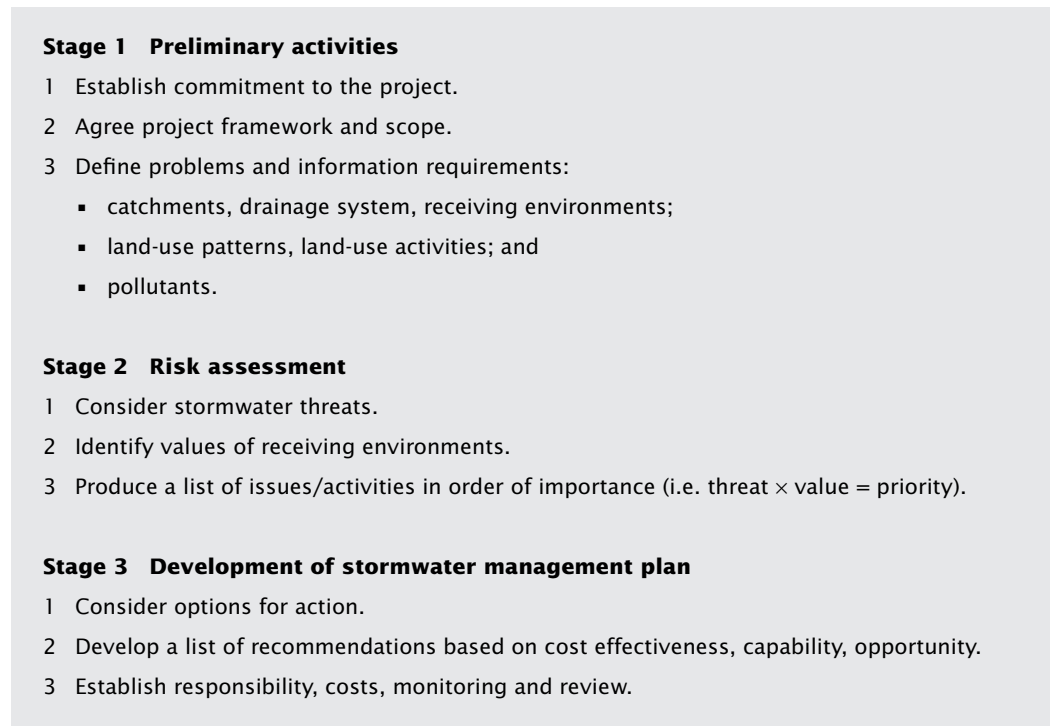 Stage 1 Preliminary activities
1 Establish commitment to the project.
2 Agree project framework and scope.
3 Define problems and information requirements:
▪ catchments, drainage system, receiving environments;
▪ land-use patterns, land-use activities; and
▪ pollutants.
Stage 2 Risk assessment
1 Consider stormwater threats.
2 Identify values of receiving environments.
3 Produce a list of issues/activities in order of importance (i.e. threat × value = priority).
Stage 3 Development of stormwater management plan
1 Consider options for action.
2 Develop a list of recommendations based on cost effectiveness, capability, opportunity.
3 Establish responsibility, costs, monitoring and review.